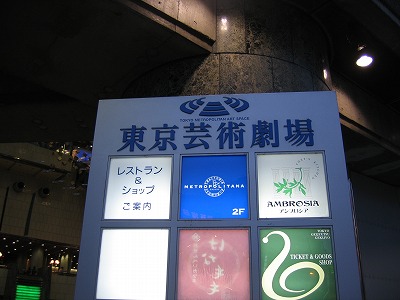 TOKYO METROPOLITAN ART SPACE
東京芸術劇場
レストラン
&
ショップ
ご案内
METROPOLITANA
2F
AMBROSIA
アンブロシア
TICKET & GOODS
SHOP